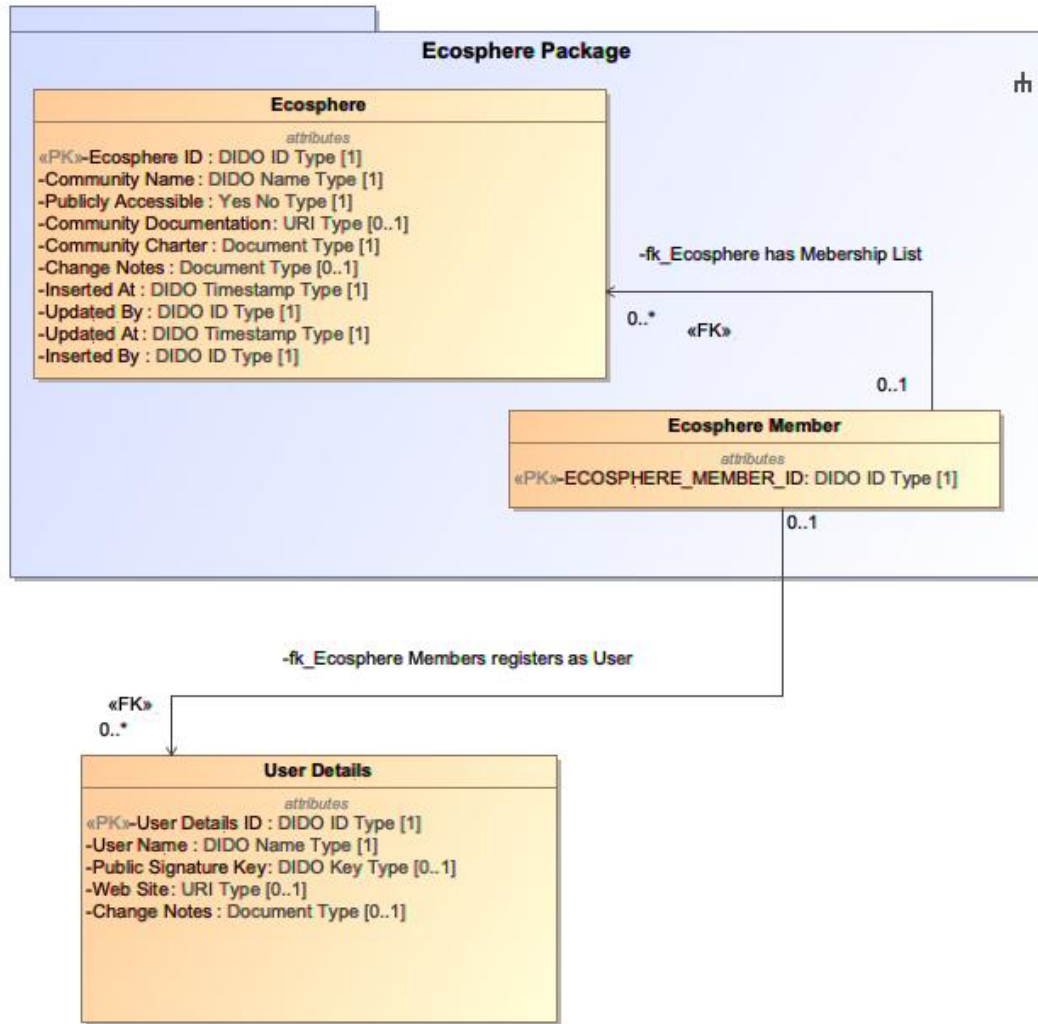 Ecosphere Package
Ecosphere
attributes
«PK»-Ecosphere ID : DIDO ID Type [1]
-Community Name : DIDO Name Type [1]
-Publicly Accessible : Yes No Type [1]
-Community Documentation: URI Type [0..1]
-Community Charter : Document Type [1]
-Change Notes : Document Type [0..1]
-Inserted At : DIDO Timestamp Type [1]
-Updated By : DIDO ID Type [1]
-Updated At : DIDO Timestamp Type [1]
-Inserted By : DIDO ID Type [1]
-fk_Ecosphere has Mebership List
0..*
«FK»
0..1
Ecosphere Member
attributes
«PK»-ECOSPHERE_MEMBER_ID: DIDO ID Type [1]
0..1
-fk_Ecosphere Members registers as User
«FK»
0..*
User Details
attributes
«PK»-User Details ID : DIDO ID Type [1]
-User Name : DIDO Name Type [1]
-Public Signature Key: DIDO Key Type [0..1]
-Web Site: URI Type [0..1]
-Change Notes : Document Type [0..1]